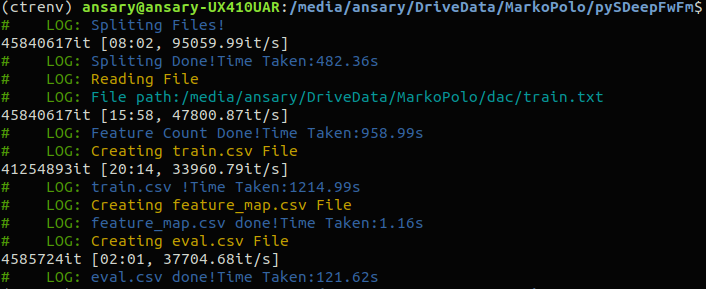 (ctrenv) ansary@ansary-UX410UAR:/media/ansary/DriveData/MarkoPolo/pySDeepFwFm$
#    LOG: Spliting Files!
45840617it [08:02, 95059.99it/s]
#    LOG: Spliting Done!Time Taken:482.36s
#    LOG: Reading File
#    LOG: File path:/media/ansary/DriveData/MarkoPolo/dac/train.txt
45840617it [15:58, 47800.87it/s]
#    LOG: Feature Count Done!Time Taken:958.99s
#    LOG: Creating train.csv File
41254893it [20:14, 33960.79it/s]
#    LOG: train.csv !Time Taken:1214.99s
#    LOG: Creating feature_map.csv File
#    LOG: feature_map.csv done!Time Taken:1.16s
#    LOG: Creating eval.csv File
4585724it [02:01, 37704.68it/s]
#    LOG: eval.csv done!Time Taken:121.62s